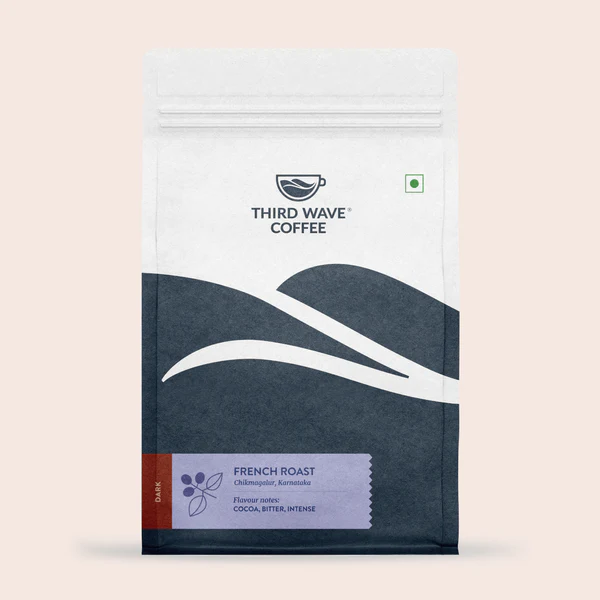 THIRD WAVE®
COFFEE
DARK
FRENCH ROAST
Chikmagalur, Karnataka
Flavour notes:
COCOA, BITTER, INTENSE